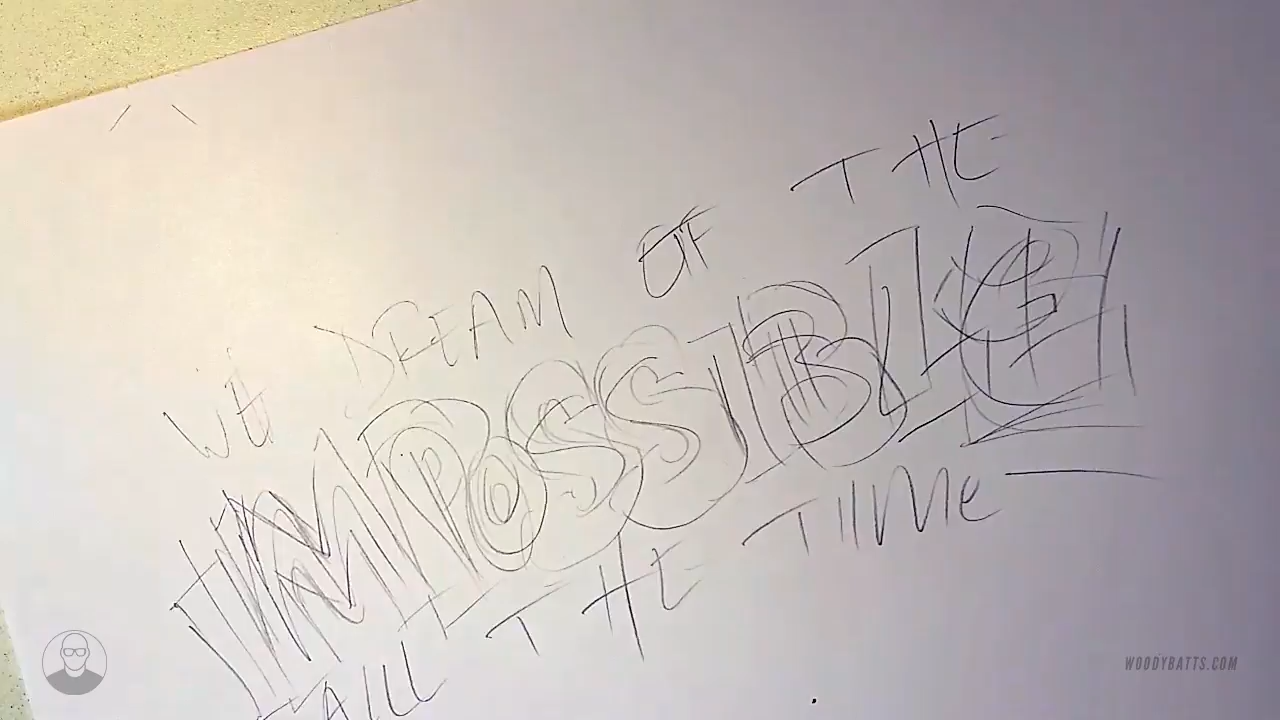 WE DREAM OF THE
IMPOSSIBLE
ALL THE TIME
WOODYBATTS.COM